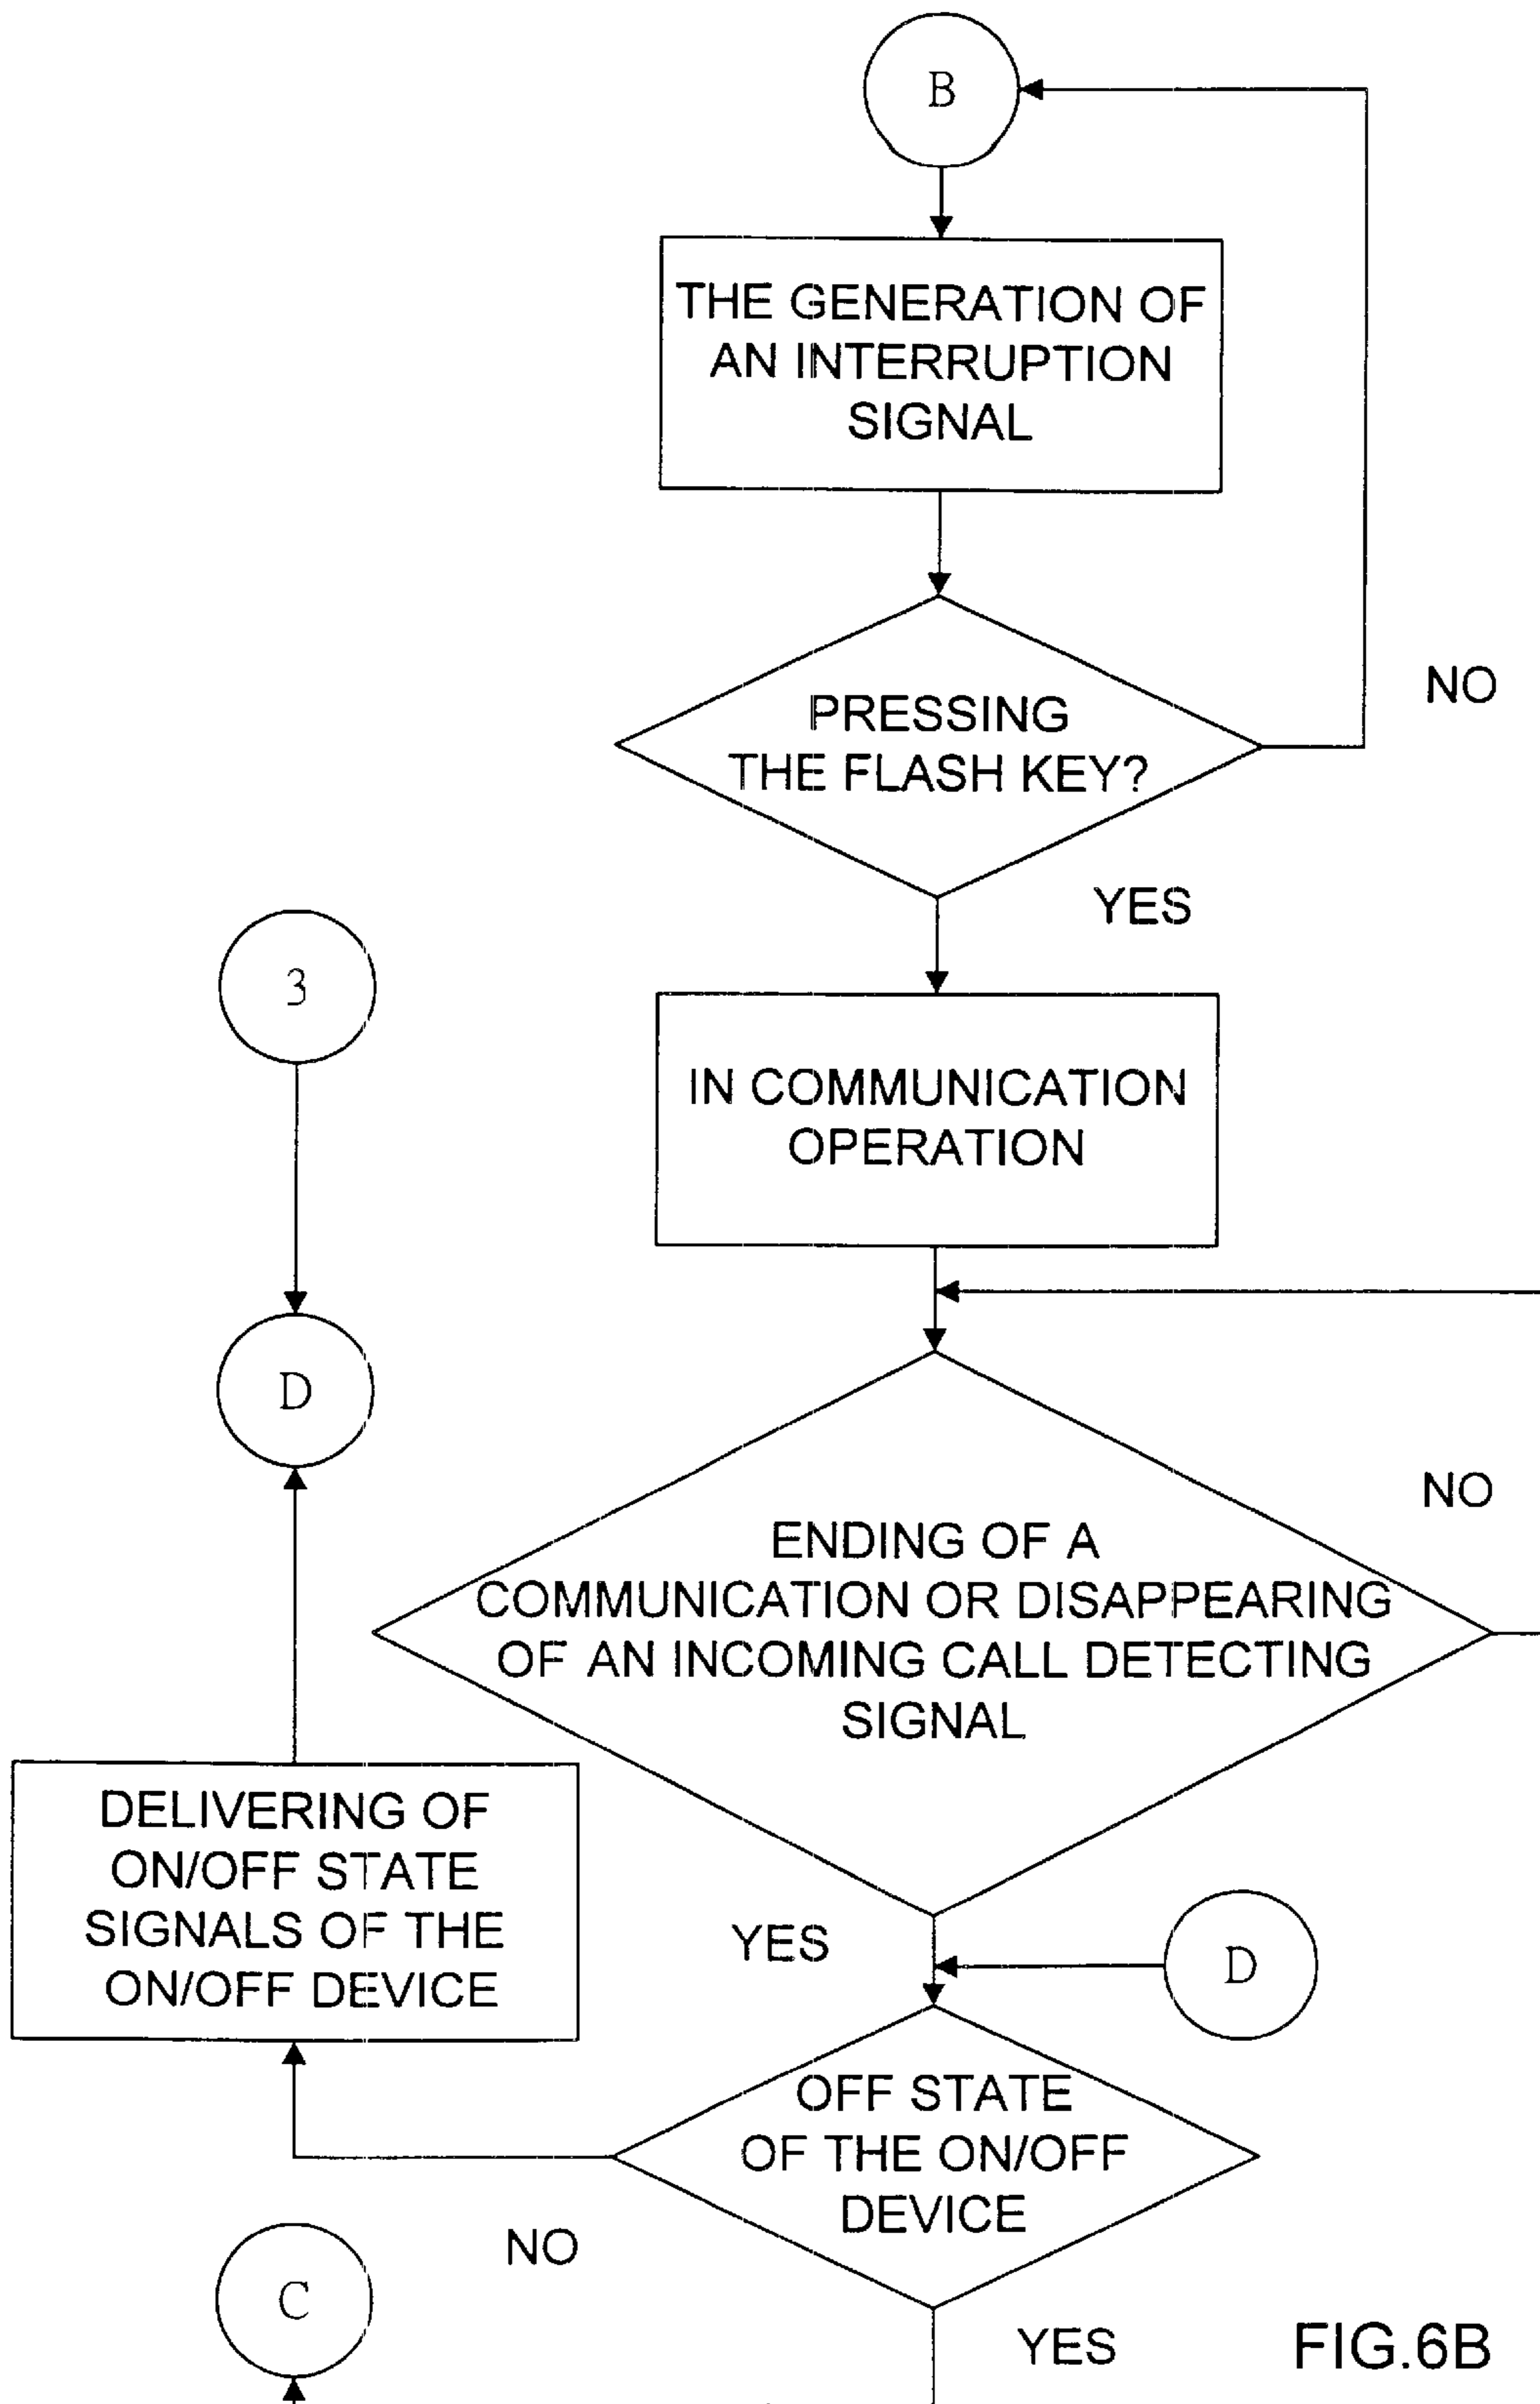 B
THE GENERATION OF
AN INTERRUPTION
SIGNAL
PRESSING
THE FLASH KEY?
NO
YES
3
IN COMMUNICATION
OPERATION
D
NO
ENDING OF A
COMMUNICATION OR DISAPPEARING
OF AN INCOMING CALL DETECTING
SIGNAL
DELIVERING OF
ON/OFF STATE
SIGNALS OF THE
ON/OFF DEVICE
YES
D
OFF STATE
OF THE ON/OFF
DEVICE
NO
C
YES
FIG.6B